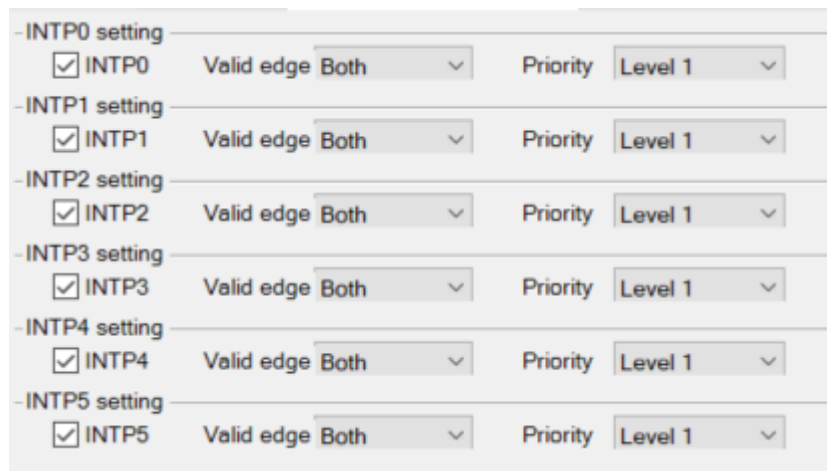 INTP0 setting
INTP0 Valid edge Both Priority Level 1
INTP1 setting
INTP1 Valid edge Both Priority Level 1
INTP2 setting
INTP2 Valid edge Both Priority Level 1
INTP3 setting
INTP3 Valid edge Both Priority Level 1
INTP4 setting
INTP4 Valid edge Both Priority Level 1
INTP5 setting
INTP5 Valid edge Both Priority Level 1